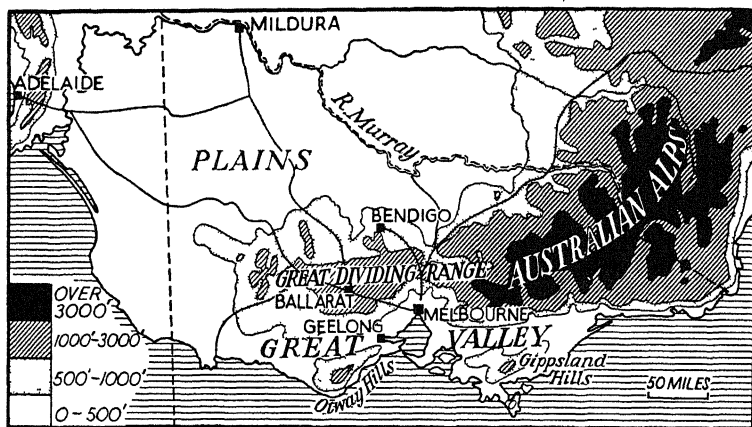 MILDURA
ADELAIDE
R. Murray
PLAINS
BENDIGO
AUSTRALIAN ALPS
GREAT DIVIDING RANGE
BALLARAT
MELBOURNE
GEELONG
GREAT VALLEY
Otway Hills
Gippsland
Hills
OVER
3000'
1000'-3000'
500'-1000'
0-500'
50 MILES